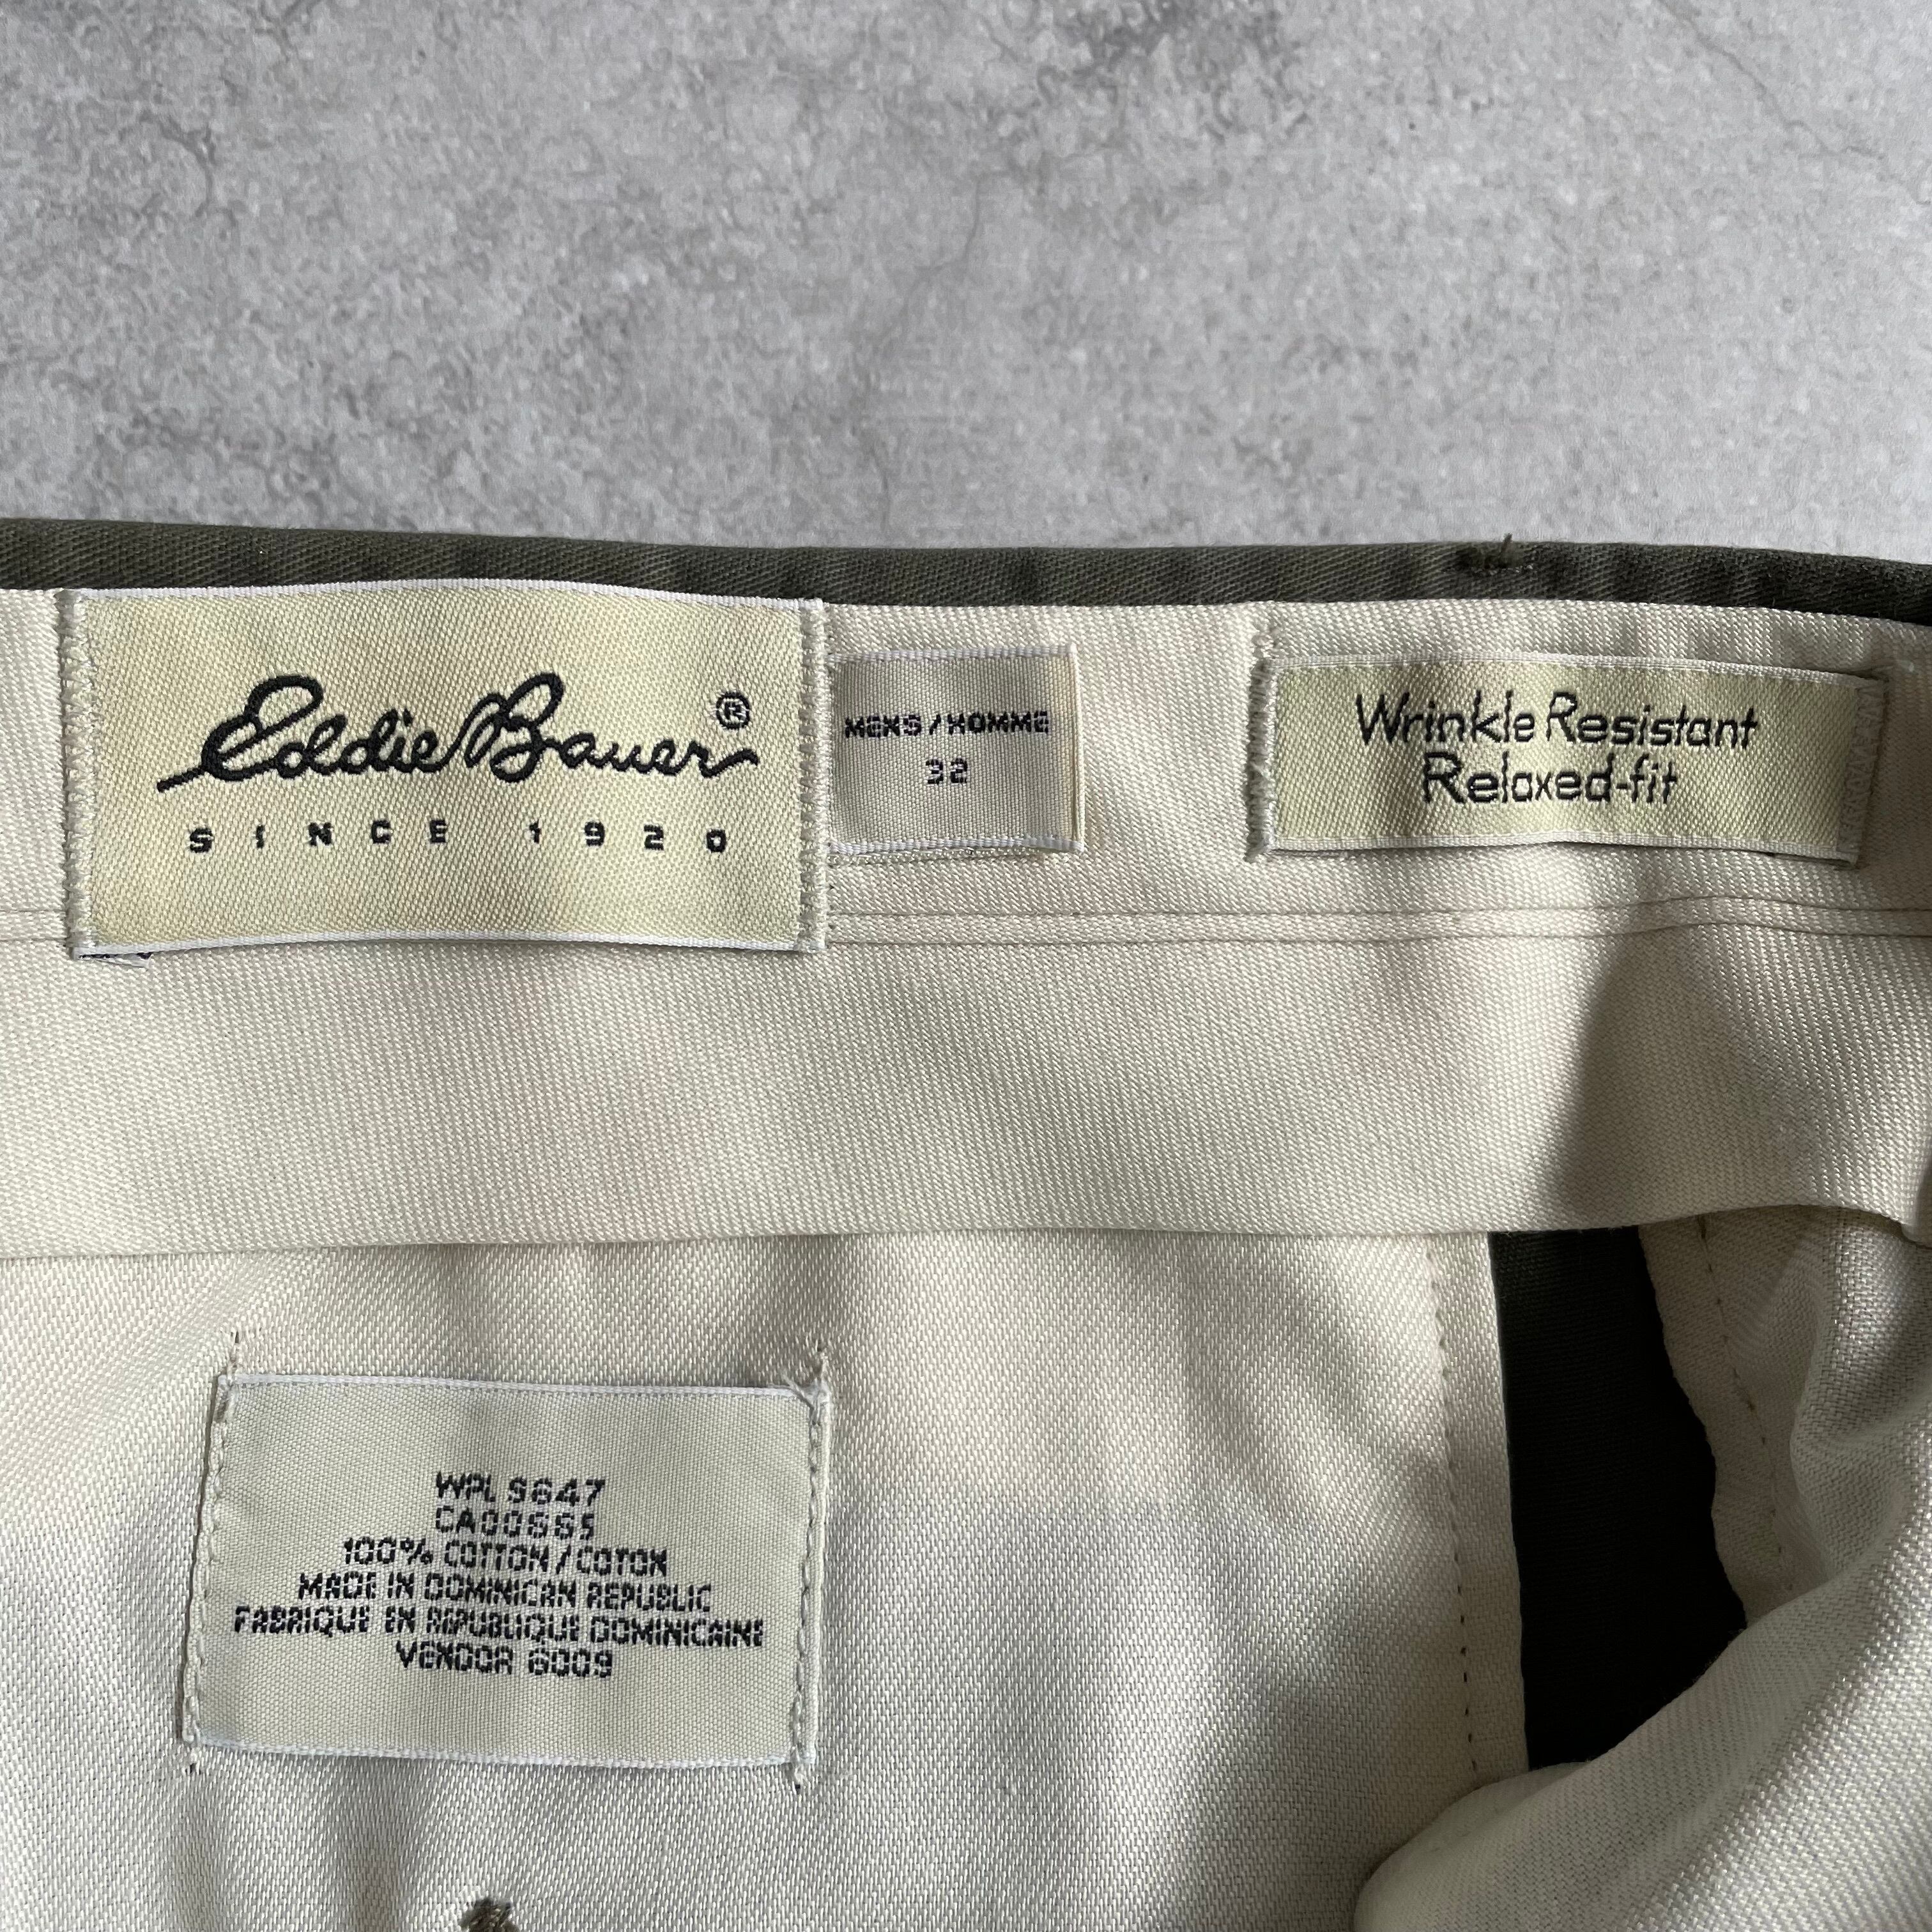 Eddie Bauer ®
SINCE 1920
MENS/HOMME
32
Wrinkle Resistant
Relaxed-fit
WPL 9647
CA00665
100% COTTON/COTON
MADE IN DOMINICAN REPUBLIC
FABRIQUE EN REPUBLIQUE DOMINICAINE
VENDOR 6009